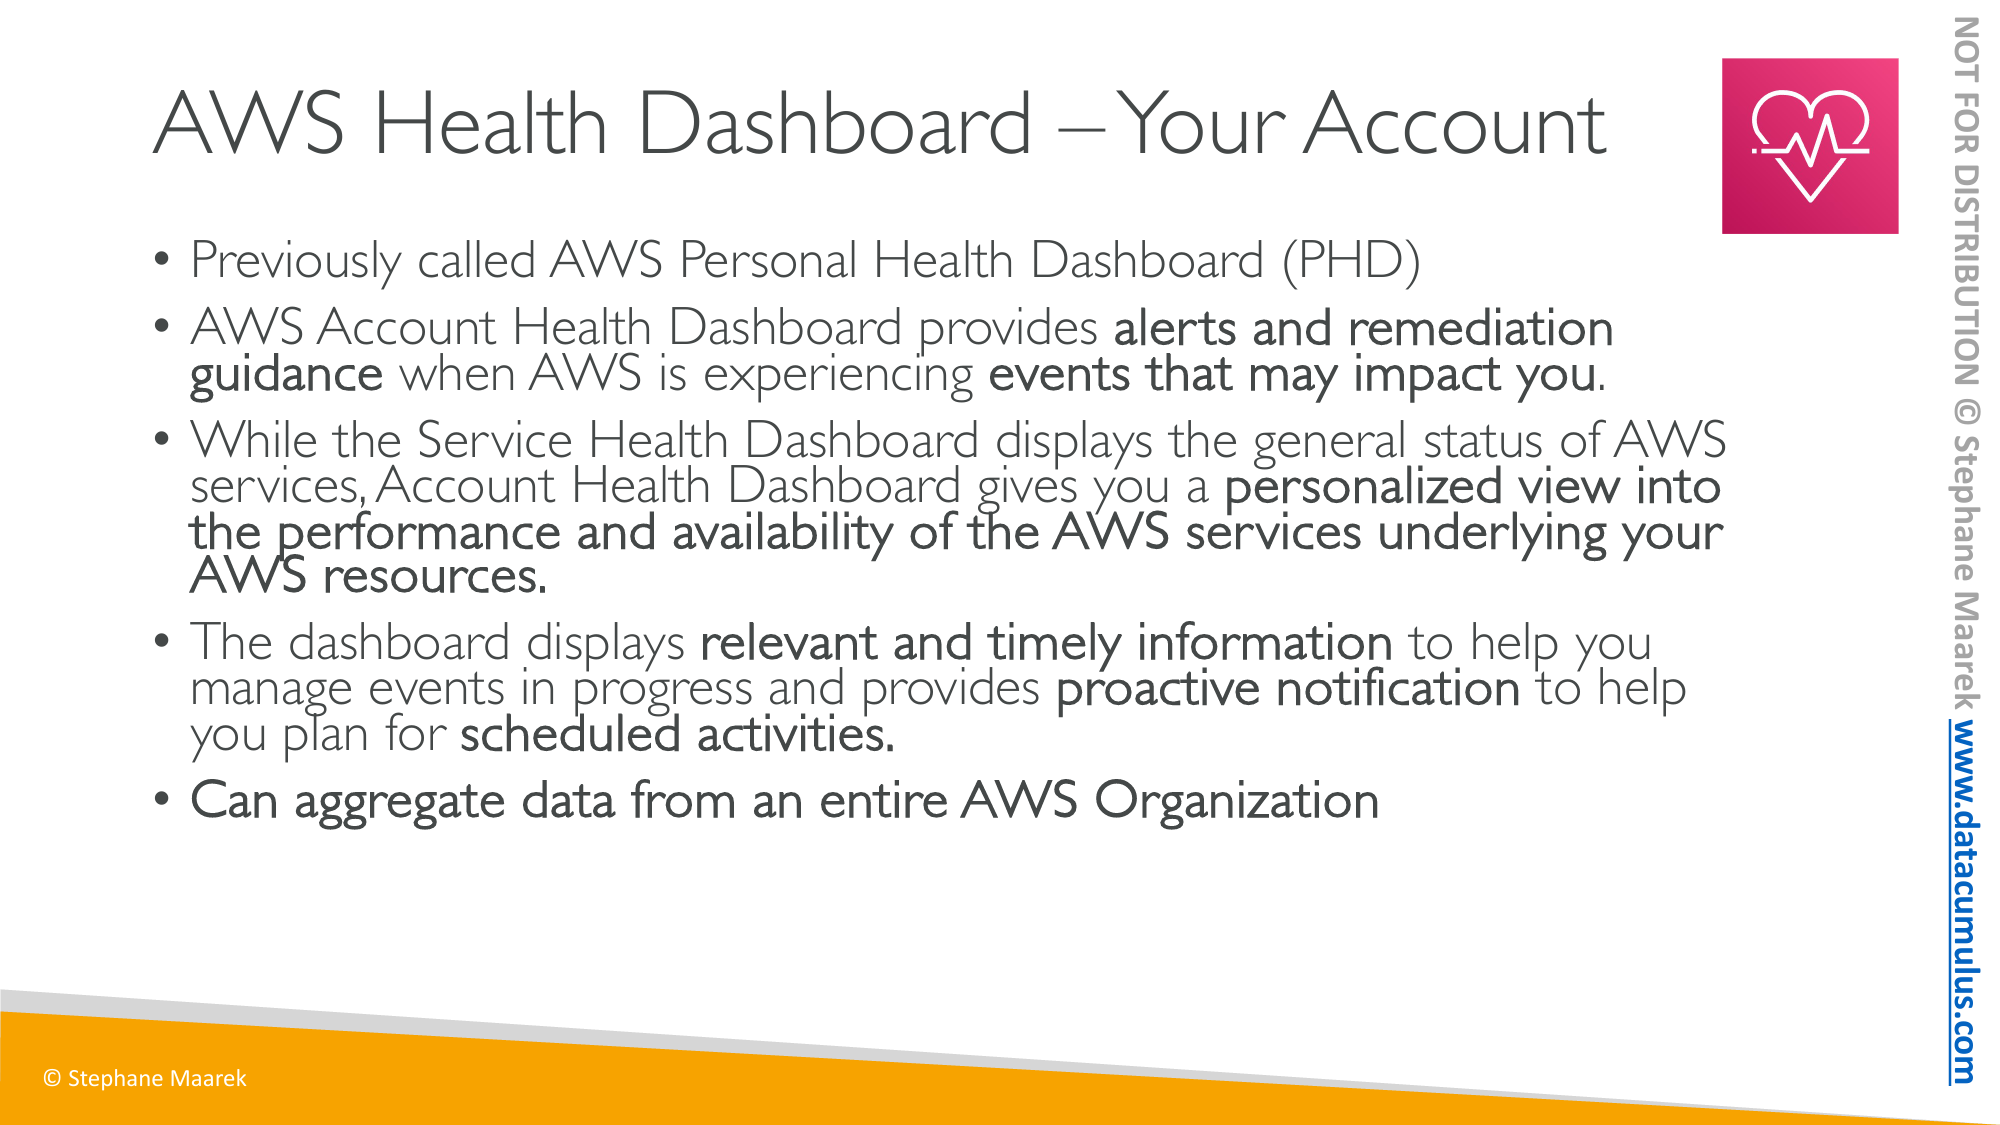 AWS Health Dashboard – Your Account
• Previously called AWS Personal Health Dashboard (PHD)
• AWS Account Health Dashboard provides alerts and remediation
guidance when AWS is experiencing events that may impact you.
• While the Service Health Dashboard displays the general status of AWS
services, Account Health Dashboard gives you a personalized view into
the performance and availability of the AWS services underlying your
AWS resources.
• The dashboard displays relevant and timely information to help you
manage events in progress and provides proactive notification to help
you plan for scheduled activities.
• Can aggregate data from an entire AWS Organization
© Stephane Maarek
NOT FOR DISTRIBUTION © Stephane Maarek www.datacumulus.com